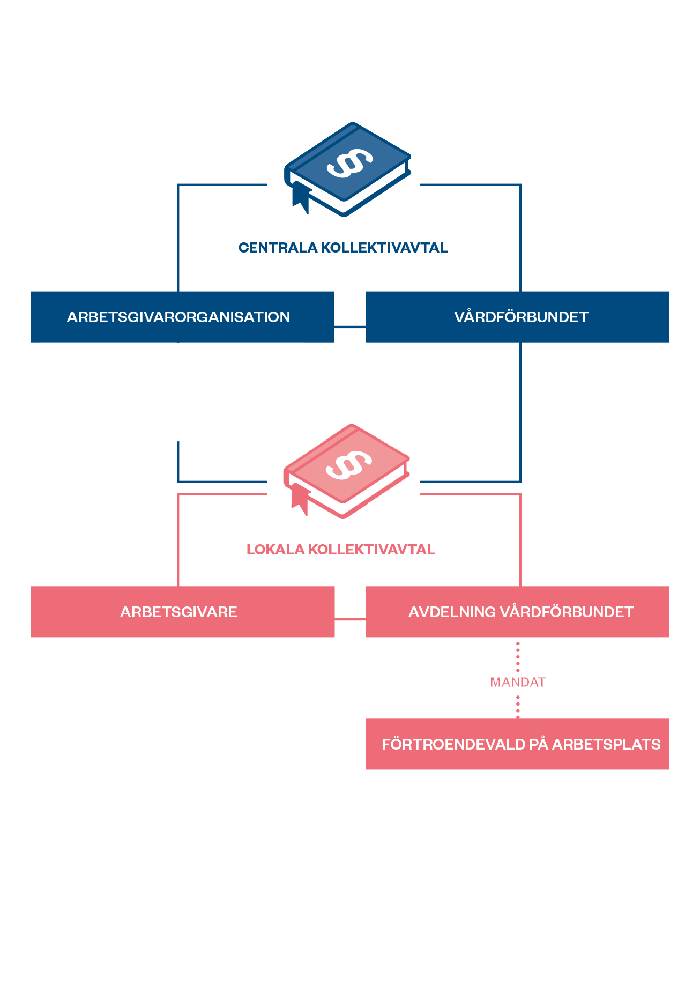 §
CENTRALA KOLLEKTIVAVTAL
ARBETSGIVARORGANISATION
VÅRDFÖRBUNDET
§
LOKALA KOLLEKTIVAVTAL
ARBETSGIVARE
AVDELNING VÅRDFÖRBUNDET
MANDAT
FÖRTROENDEVALD PÅ ARBETSPLATS